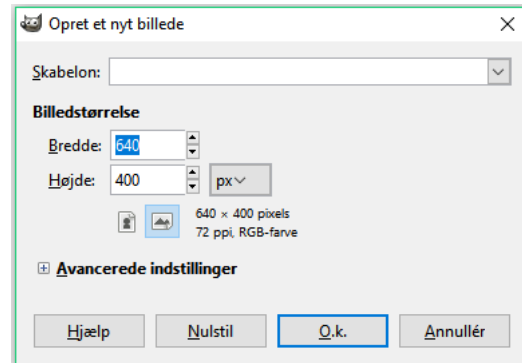 Opret et nyt billede
Skabelon:
Billedstørrelse
Bredde: 640
Højde: 400 px
640 × 400 pixels
72 ppi, RGB-farve
Avancerede indstillinger
Hjælp Nulstil O.k. Annullér